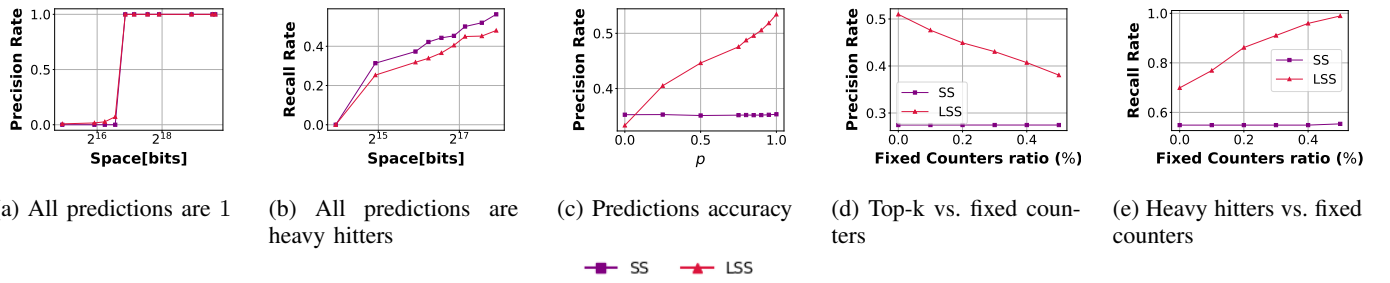 Precision Rate
1.0
0.5
0.0
2^16
2^18
Space[bits]
Recall Rate
0.4
0.2
0.0
2^15
2^17
Space[bits]
Precision Rate
0.5
0.4
0.0
0.5
1.0
p
Precision Rate
0.5
0.4
0.3
SS
LSS
0.0
0.2
0.4
Fixed Counters ratio (%)
Recall Rate
1.0
0.8
0.6
SS
LSS
0.0
0.2
0.4
Fixed Counters ratio (%)
a) All predictions are 1
(b) All predictions are
heavy hitters
(c) Predictions accuracy
(d) Top-k vs. fixed coun-
ters
(e) Heavy hitters vs. fixed
counters
SS
LSS